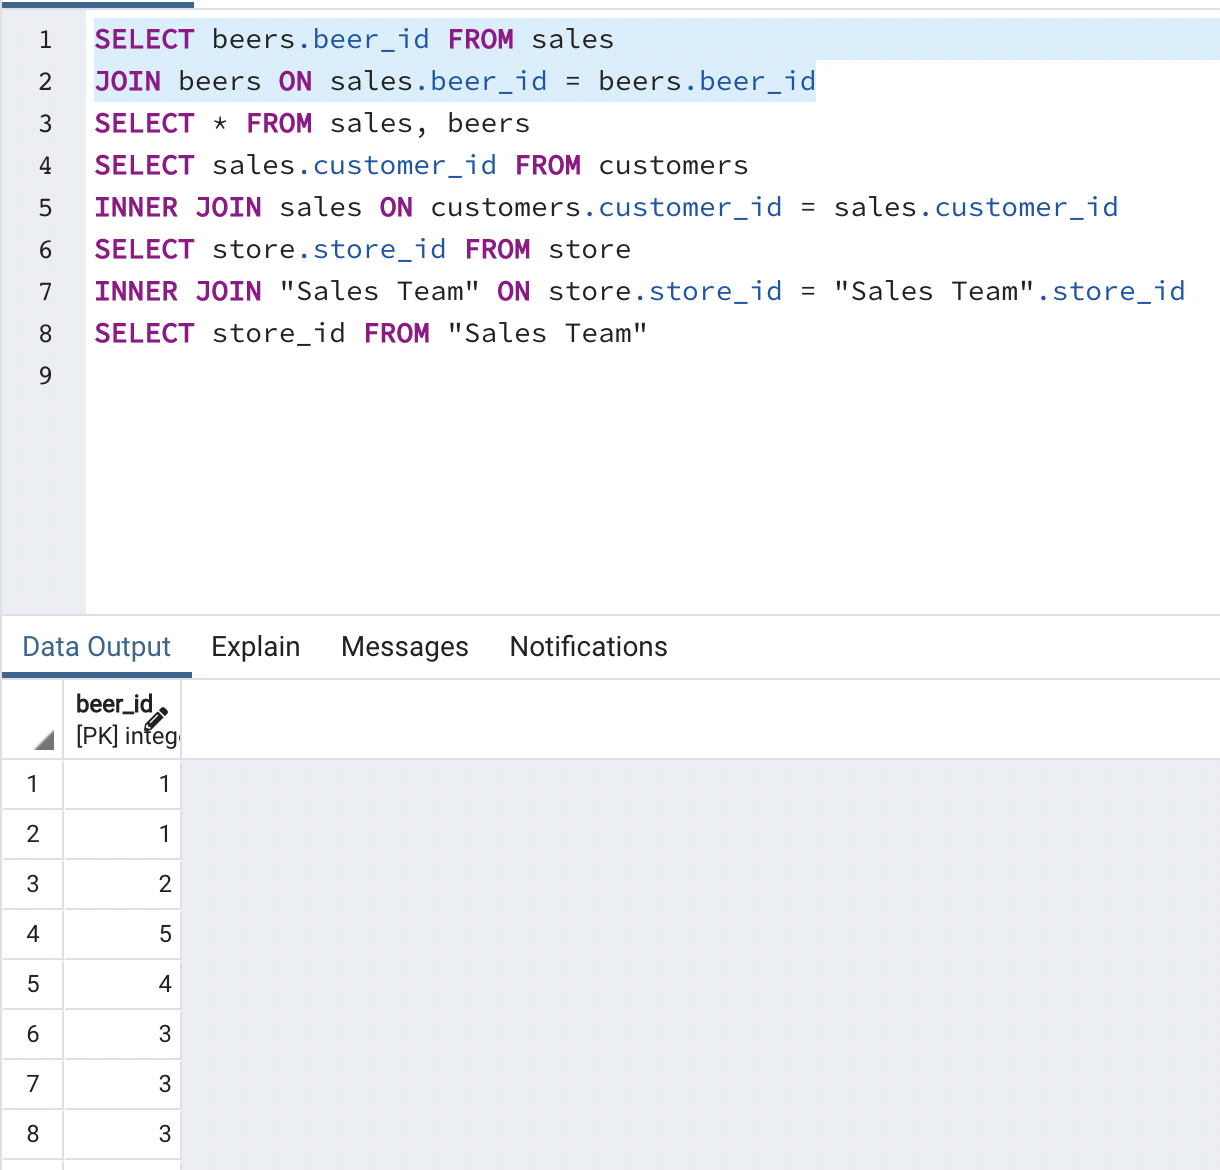 1 SELECT beers.beer_id FROM sales
2 JOIN beers ON sales.beer_id = beers.beer_id
3 SELECT * FROM sales, beers
4 SELECT sales.customer_id FROM customers
5 INNER JOIN sales ON customers.customer_id = sales.customer_id
6 SELECT store.store_id FROM store
7 INNER JOIN "Sales Team" ON store.store_id = "Sales Team".store_id
8 SELECT store_id FROM "Sales Team"
9
Data Output Explain Messages Notifications
beer_id
[PK] intege
1 1
2 1
3 2
4 5
5 4
6 3
7 3
8 3